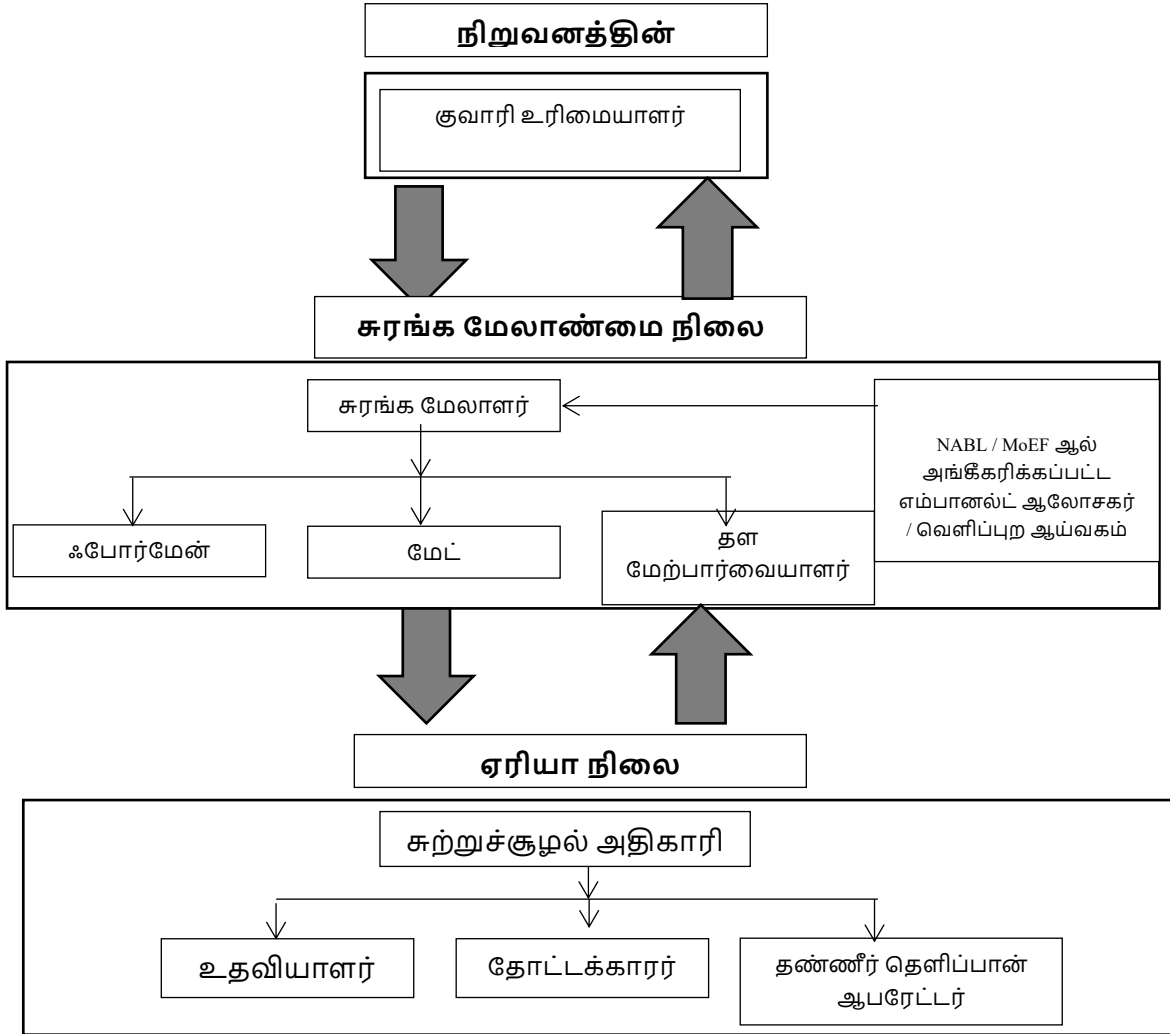 நிறுவனத்தின்
குவாரி உரிமையாளர்
சுரங்க மேலாண்மை நிலை
சுரங்க மேலாளர்
NABL / MoEF ஆல்
அங்கீகரிக்கப்பட்ட
எம்பானல்ட் ஆலோசகர்
/ வெளிப்புற ஆய்வகம்
ஃபோர்மேன்
மேட்
தள
மேற்பார்வையாளர்
ஏரியா நிலை
சுற்றுச்சூழல் அதிகாரி
உதவியாளர்
தோட்டக்காரர்
தண்ணீர் தெளிப்பான்
ஆபரேட்டர்